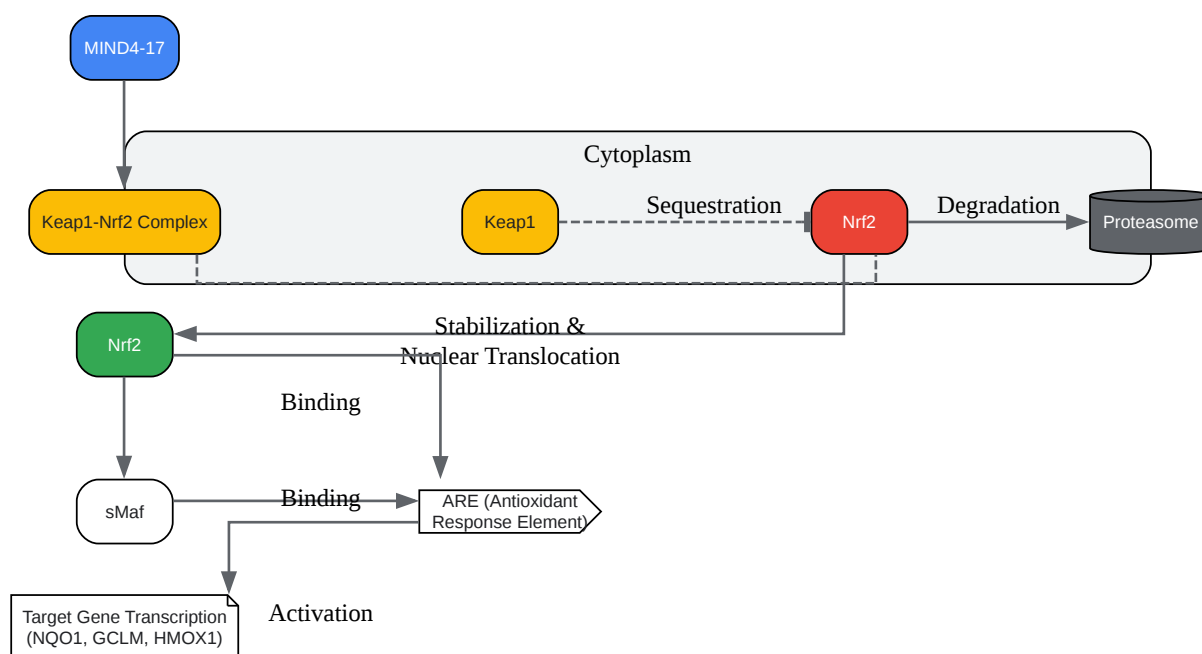 MIND4-17
Cytoplasm
Keap1-Nrf2 Complex
Keap1
Sequestration
Nrf2
Degradation
Proteasome
Nrf2
Stabilization &
Nuclear Translocation
Binding
sMaf
Binding
ARE (Antioxidant
Response Element)
Target Gene Transcription
(NQO1, GCLM, HMOX1)
Activation